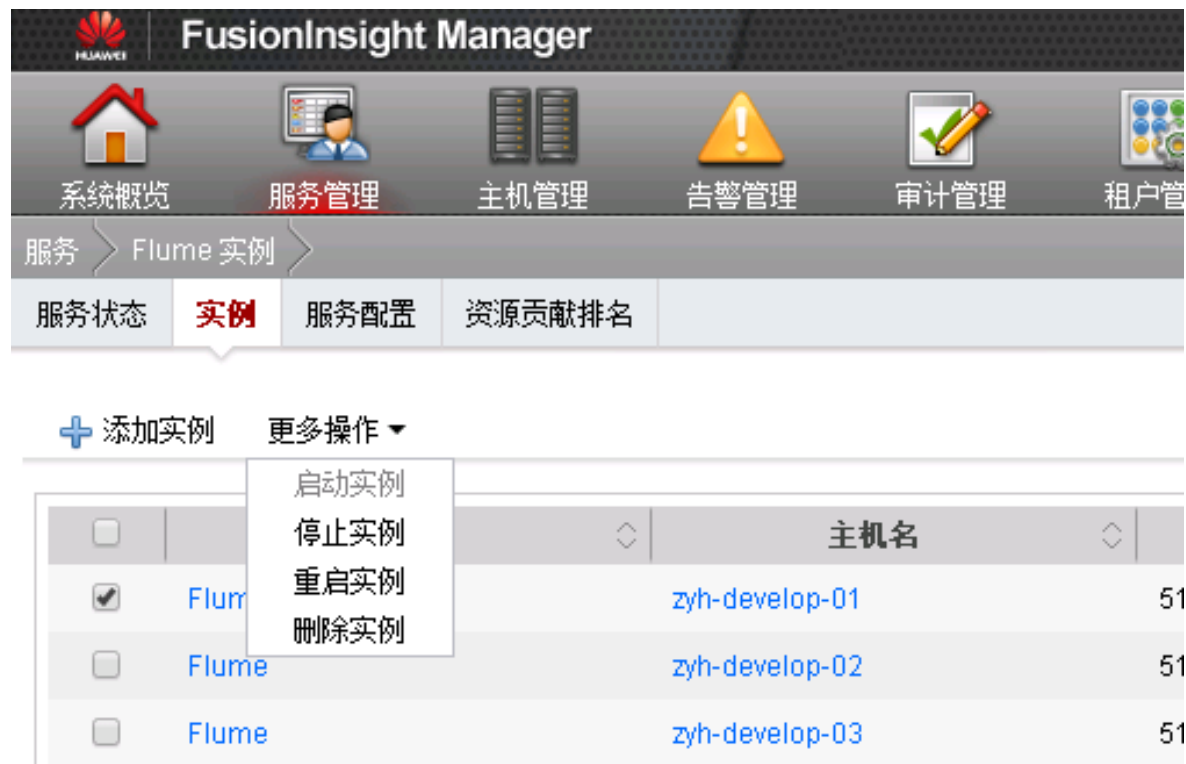 HUAWEI FusionInsight Manager
系统概览 服务管理 主机管理 告警管理 审计管理 租户管
服务 Flume 实例
服务状态 实例 服务配置 资源贡献排名
添加实例 更多操作
启动实例
停止实例
重启实例
删除实例
主机名
Flum zyh-develop-01 51
Flume zyh-develop-02 51
Flume zyh-develop-03 51